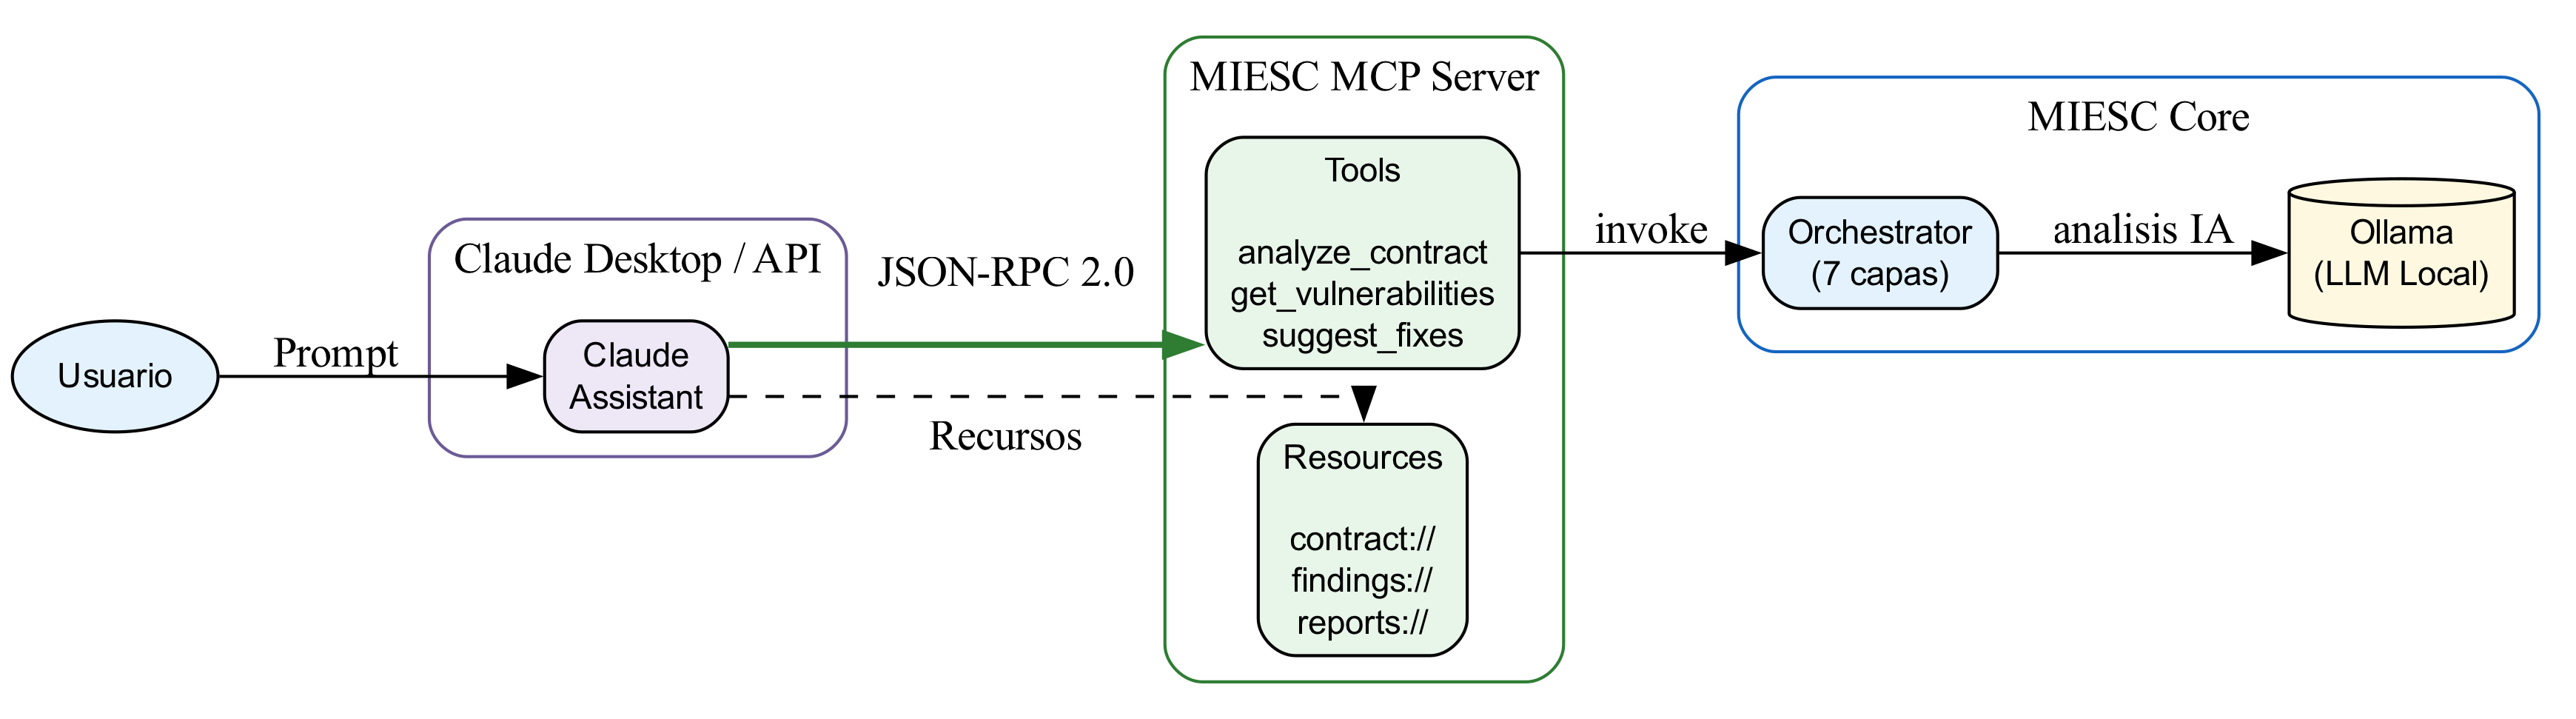 Usuario
Prompt
Claude Desktop / API
Claude
Assistant
JSON-RPC 2.0
Recursos
MIESC MCP Server
Tools
analyze_contract
get_vulnerabilities
suggest_fixes
Resources
contract://
findings://
reports://
invoke
MIESC Core
Orchestrator
(7 capas)
analisis IA
Ollama
(LLM Local)